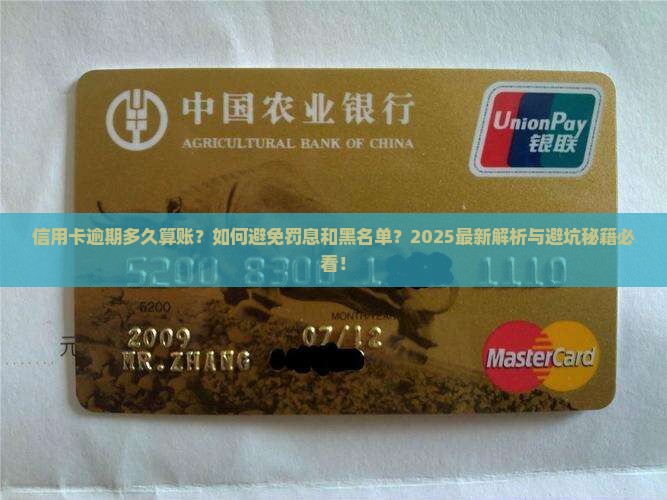 中国农业银行
AGRICULTURAL BANK OF CHINA
UnionPay
银联
信用卡逾期多久算账？如何避免罚息和黑名单？2025最新解析与避坑秘籍必
看！
5200 8300 1 1110
5200
MONTH/YEAR
2009 07/12
MR.ZHANG
MasterCard
元